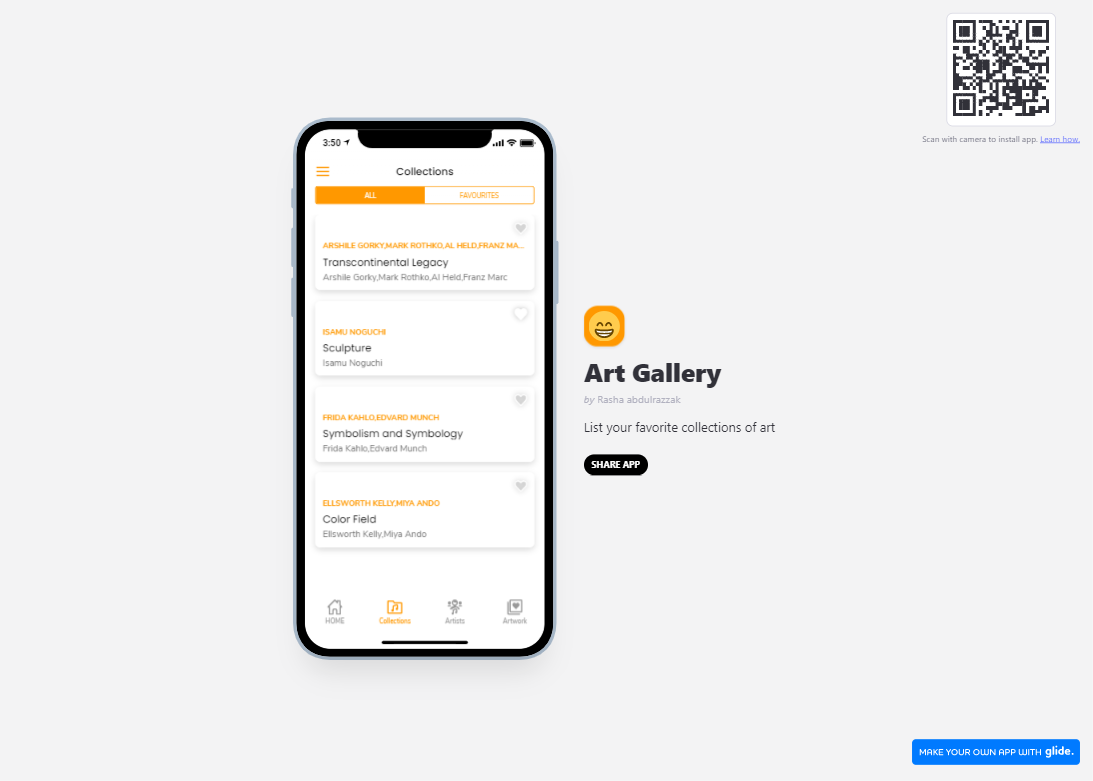 Scan with camera to install app. Learn how.
3:50
Collections
ALL
FAVOURITES
ARSHILE GORKY,MARK ROTHKO,AL HELD,FRANZ MA...
Transcontinental Legacy
Arshile Gorky,Mark Rothko,Al Held,Franz Marc
ISAMU NOGUCHI
Sculpture
Isamu Noguchi
FRIDA KAHLO,EDVARD MUNCH
Symbolism and Symbology
Frida Kahlo,Edvard Munch
ELLSWORTH KELLY,MIYA ANDO
Color Field
Ellsworth Kelly,Miya Ando
HOME
Collections
Artists
Artwork
Art Gallery
by Rasha abdulrazzak
List your favorite collections of art
SHARE APP
MAKE YOUR OWN APP WITH glide.